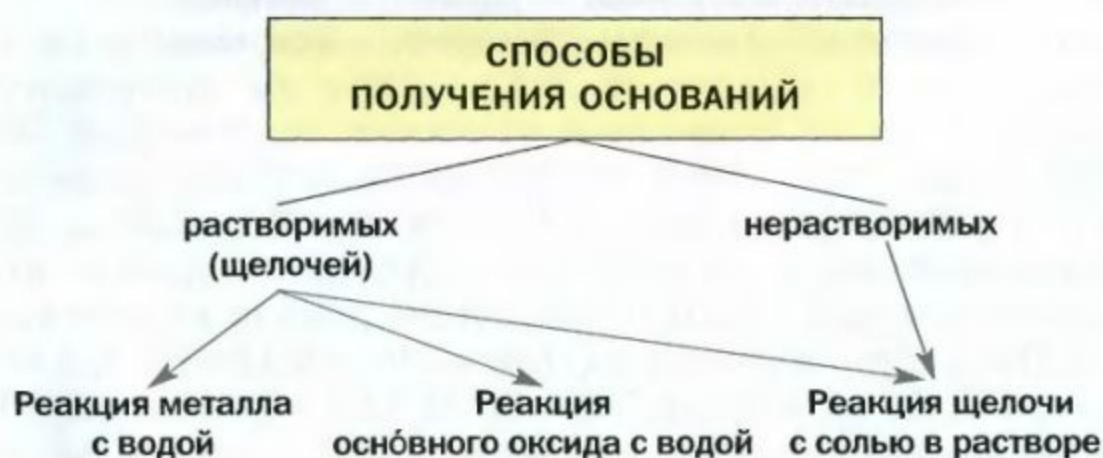 СПОСОБЫ
ПОЛУЧЕНИЯ ОСНОВАНИЙ
растворимых
(щелочей)
нерастворимых
Реакция металла
с водой
Реакция
оснóвного оксида с водой
Реакция щелочи
с солью в растворе